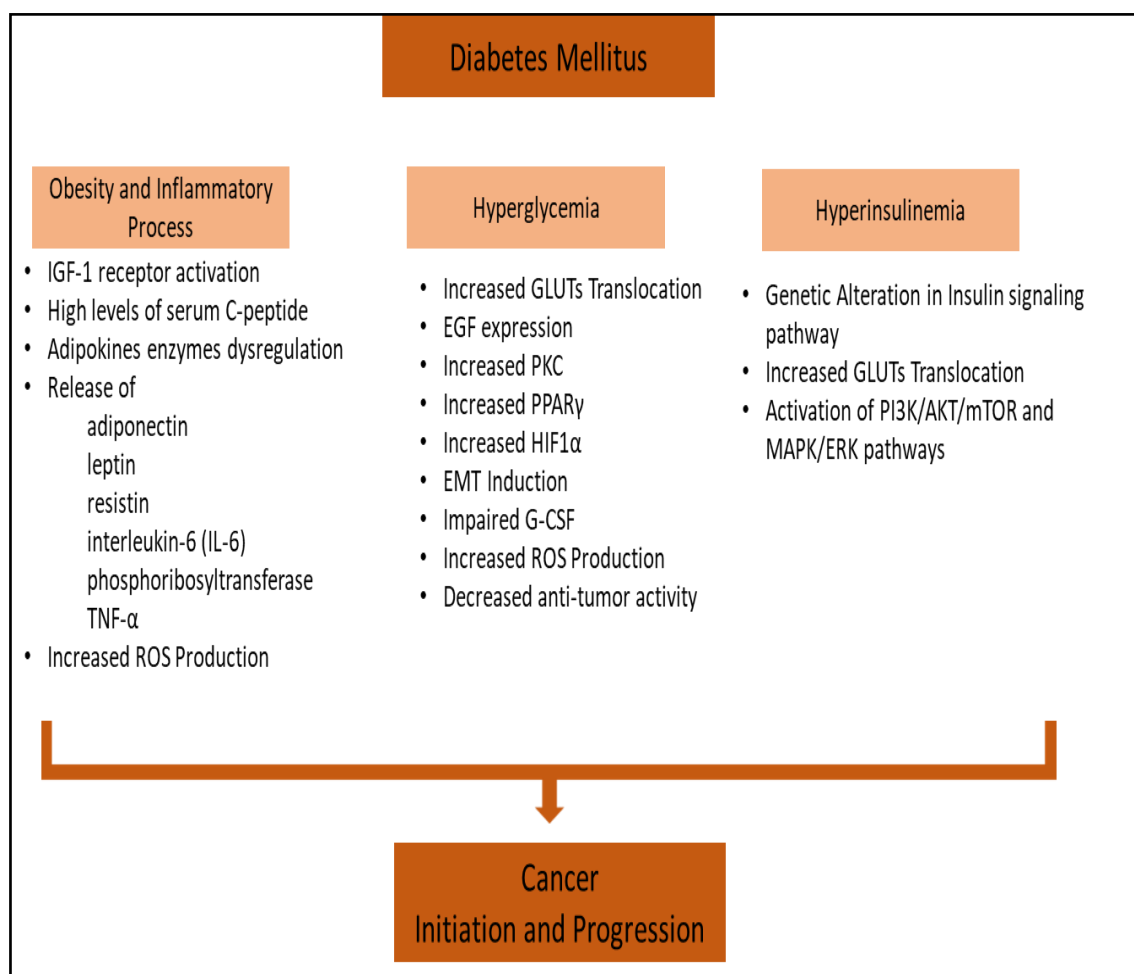 Diabetes Mellitus
Obesity and Inflammatory
Process
• IGF-1 receptor activation
• High levels of serum C-peptide
• Adipokines enzymes dysregulation
• Release of
adiponectin
leptin
resistin
interleukin-6 (IL-6)
phosphoribosyltransferase
TNF-α
• Increased ROS Production
Hyperglycemia
• Increased GLUTs Translocation
• EGF expression
• Increased PKC
• Increased PPARγ
• Increased HIF1α
• EMT Induction
• Impaired G-CSF
• Increased ROS Production
• Decreased anti-tumor activity
Hyperinsulinemia
• Genetic Alteration in Insulin signaling
pathway
• Increased GLUTs Translocation
• Activation of PI3K/AKT/mTOR and
MAPK/ERK pathways
Cancer
Initiation and Progression